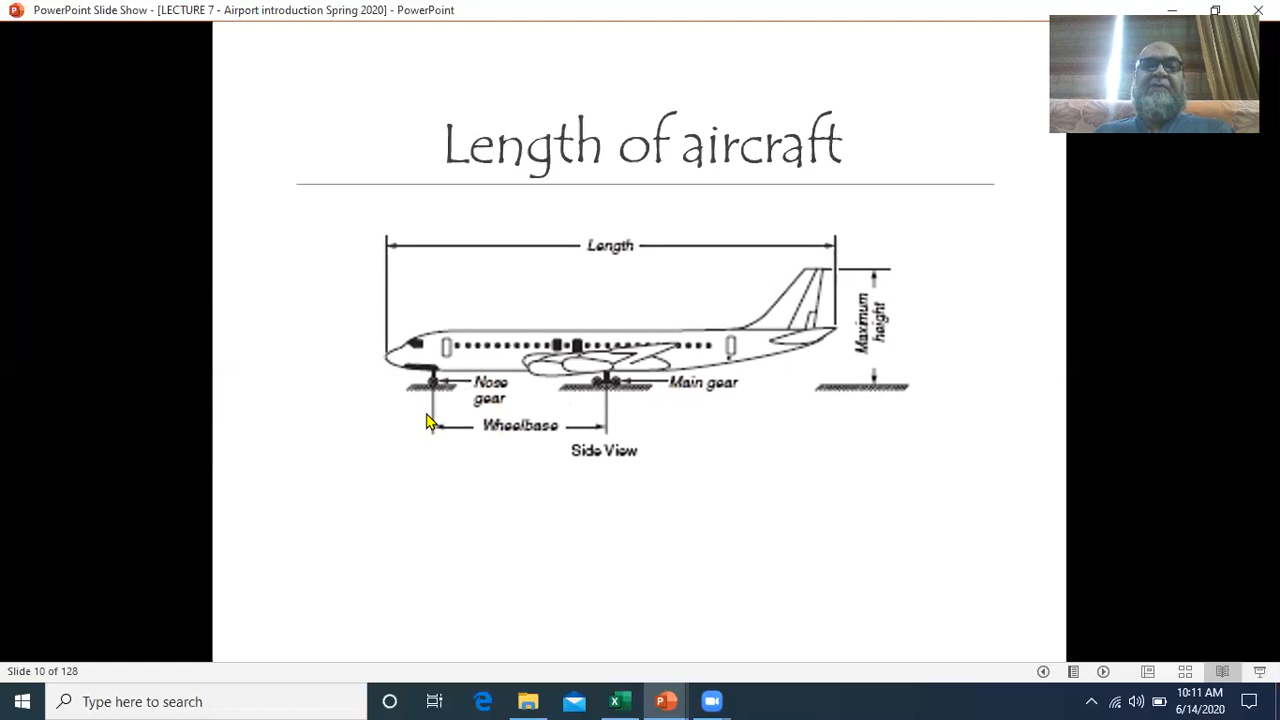 PowerPoint Slide Show - [LECTURE 7 - Airport introduction Spring 2020] - PowerPoint
Length of aircraft
Length
Maximum
height
Nose
gear
Main gear
Wheelbase
Side View
Slide 10 of 128
Type here to search
10:11 AM
6/14/2020